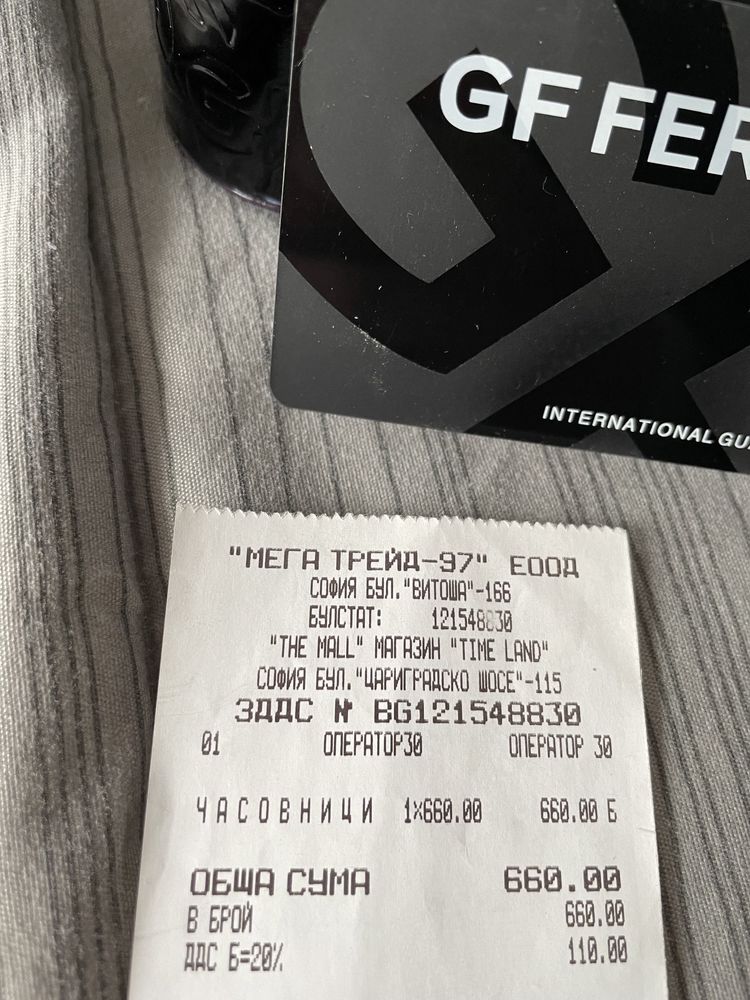 GF FER
INTERNATIONAL GU
"МЕГА ТРЕЙД-97" ЕООД
СОФИЯ БУЛ."ВИТОША"-166
БУЛСТАТ: 121548830
"THE MALL" МАГАЗИН "TIME LAND"
СОФИЯ БУЛ."ЦАРИГРАДСКО ШОСЕ"-115
ЗДДС № BG121548830
01 ОПЕРАТОР30 ОПЕРАТОР 30
ЧАСОВНИЦИ 1x660.00 660.00 Б
ОБЩА СУМА 660.00
В БРОЙ 660.00
ДДС Б=20% 110.00